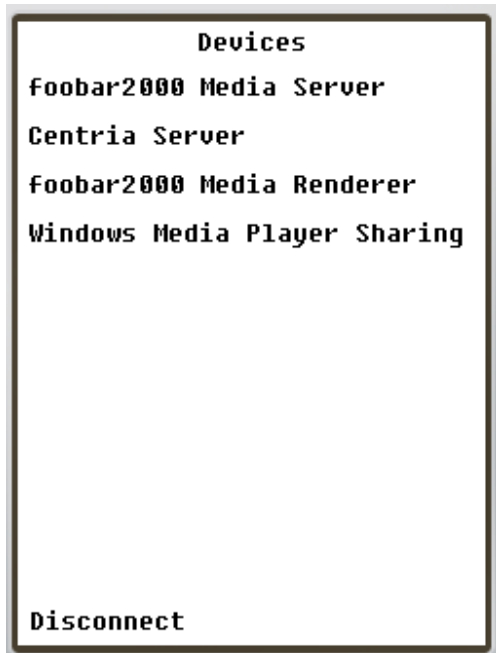 Devices
foobar2000 Media Server
Centria Server
foobar2000 Media Renderer
Windows Media Player Sharing
Disconnect